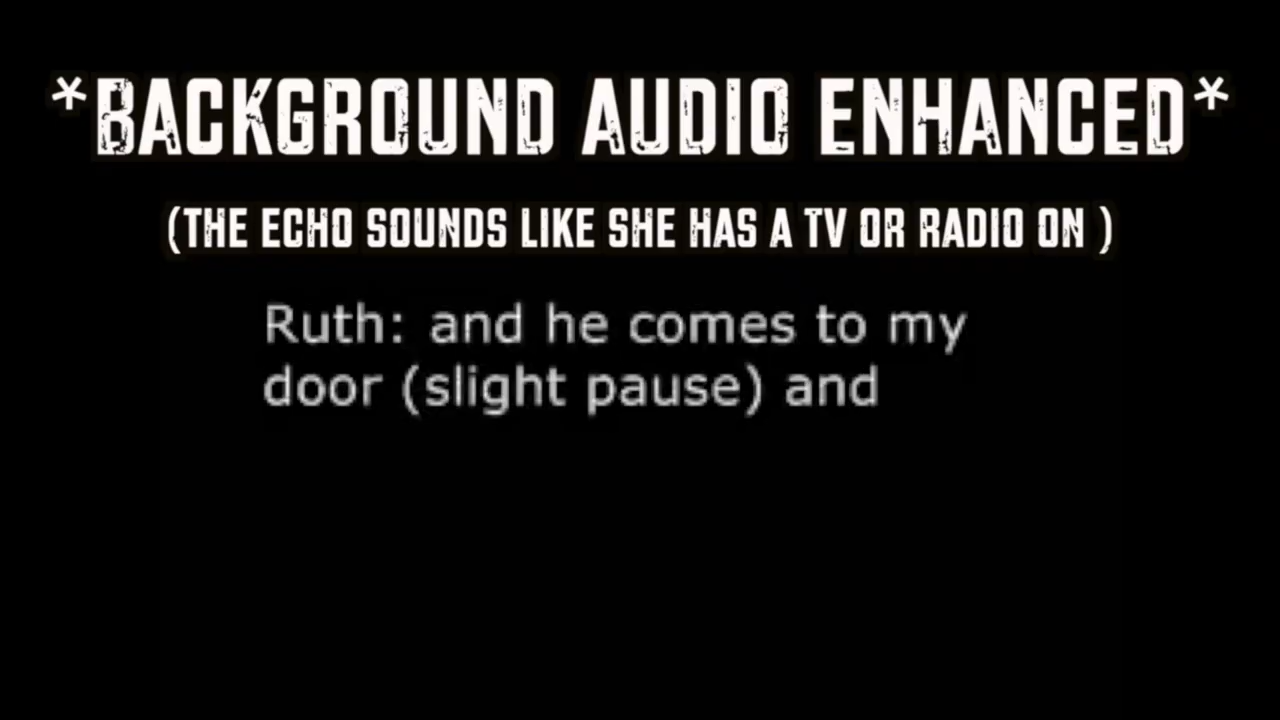 *BACKGROUND AUDIO ENHANCED*
(THE ECHO SOUNDS LIKE SHE HAS A TV OR RADIO ON )
Ruth: and he comes to my
door (slight pause) and